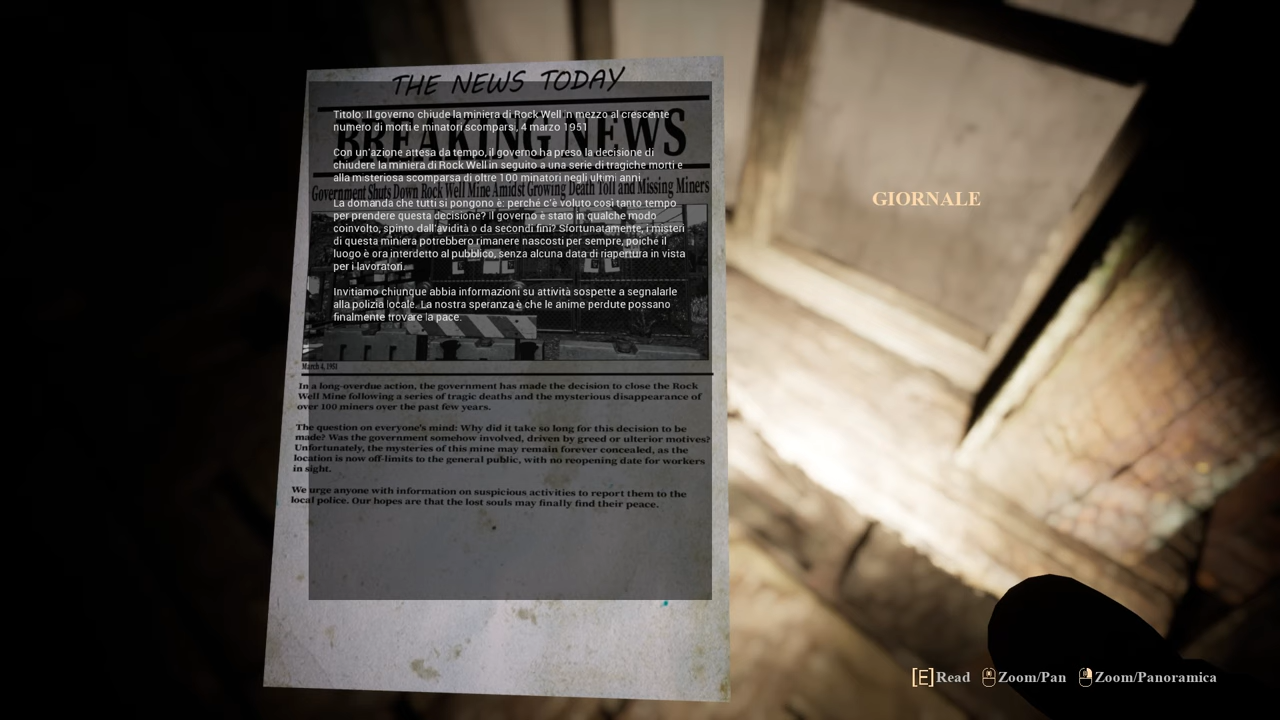 THE NEWS TODAY
BREAKING NEWS
Government Shuts Down Rock Well Mine Amidst Growing Death Toll and Missing Miners
Titolo: Il governo chiude la miniera di Rock Well in mezzo al crescente
numero di morti e minatori scomparsi, 4 marzo 1951
Con un'azione attesa da tempo, il governo ha preso la decisione di
chiudere la miniera di Rock Well in seguito a una serie di tragiche morti e
alla misteriosa scomparsa di oltre 100 minatori negli ultimi anni.
La domanda che tutti si pongono è: perché c'è voluto così tanto tempo
per prendere questa decisione? Il governo è stato in qualche modo
coinvolto, spinto dall'avidità o da secondi fini? Sfortunatamente, i misteri
di questa miniera potrebbero rimanere nascosti per sempre, poiché il
luogo è ora interdetto al pubblico, senza alcuna data di riapertura in vista
per i lavoratori.
Invitiamo chiunque abbia informazioni su attività sospette a segnalarle
alla polizia locale. La nostra speranza è che le anime perdute possano
finalmente trovare la pace.
March 4, 1951
In a long-overdue action, the government has made the decision to close the Rock
Well Mine following a series of tragic deaths and the mysterious disappearance of
over 100 miners over the past few years.
The question on everyone's mind: Why did it take so long for this decision to be
made? Was the government somehow involved, driven by greed or ulterior motives?
Unfortunately, the mysteries of this mine may remain forever concealed, as the
location is now off-limits to the general public, with no reopening date for workers
in sight.
We urge anyone with information on suspicious activities to report them to the
local police. Our hopes are that the lost souls may finally find their peace.
GIORNALE
[E] Read
Zoom/Pan
Zoom/Panoramica